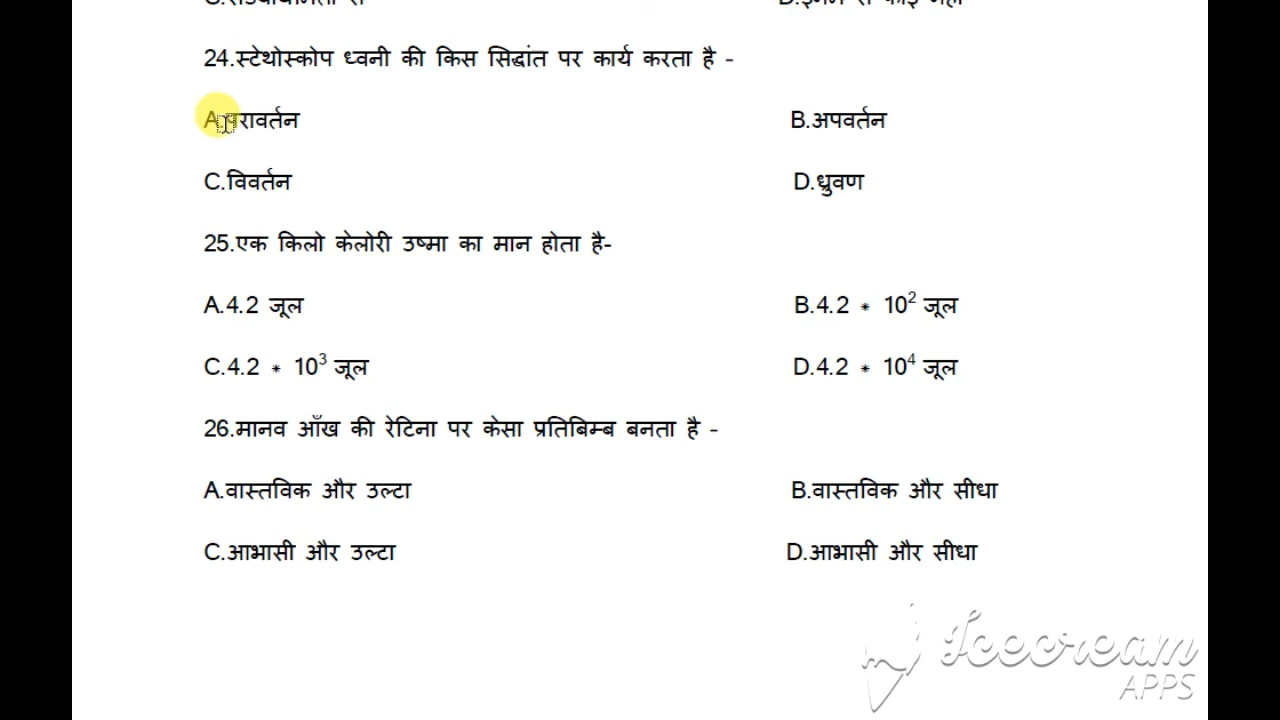 24.स्टेथोस्कोप ध्वनी की किस सिद्धांत पर कार्य करता है -
A.परावर्तन B.अपवर्तन
C.विवर्तन D.ध्रुवण
25.एक किलो केलोरी उष्मा का मान होता है-
A.4.2 जूल B.4.2 * 10² जूल
C.4.2 * 10³ जूल D.4.2 * 10⁴ जूल
26.मानव आँख की रेटिना पर केसा प्रतिबिम्ब बनता है -
A.वास्तविक और उल्टा B.वास्तविक और सीधा
C.आभासी और उल्टा D.आभासी और सीधा
Icecream
APPS